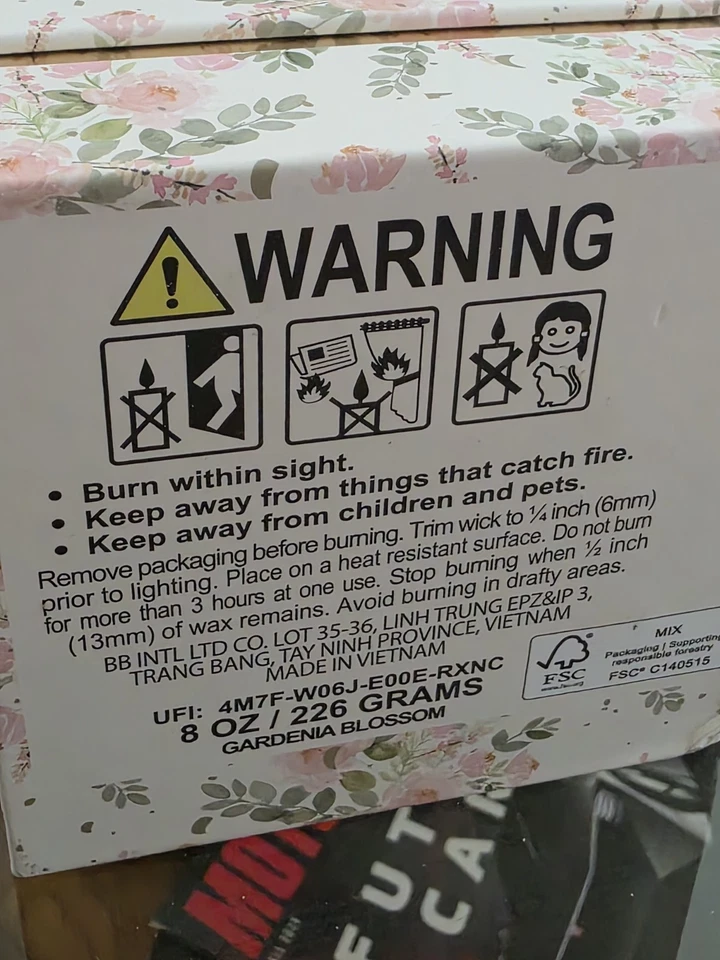 WARNING
• Burn within sight.
• Keep away from things that catch fire.
• Keep away from children and pets.
Remove packaging before burning. Trim wick to ¼ inch (6mm)
prior to lighting. Place on a heat resistant surface. Do not burn
for more than 3 hours at one use. Stop burning when ½ inch
(13mm) of wax remains. Avoid burning in drafty areas.
BB INTL LTD CO. LOT 35-36, LINH TRUNG EPZ&IP 3,
TRANG BANG, TAY NINH PROVINCE, VIETNAM
MADE IN VIETNAM
UFI: 4M7F-W06J-E00E-RXNC
8 OZ / 226 GRAMS
GARDENIA BLOSSOM
FSC
www.fsc.org
MIX
Packaging | Supporting
responsible forestry
FSC® C140515
FUT
CAR